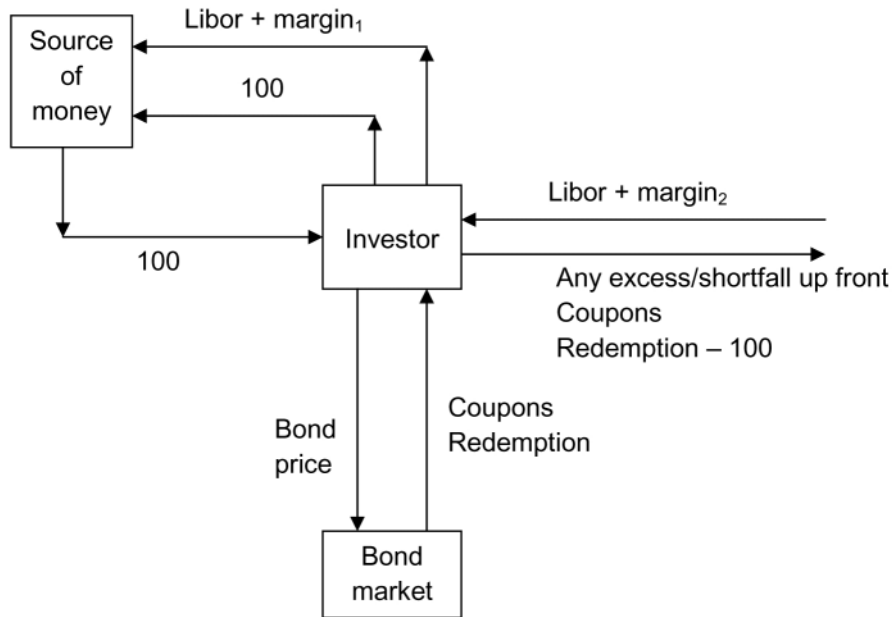 Libor + margin₁
Source
of
money
100
Libor + margin₂
Investor
100
Any excess/shortfall up front
Coupons
Redemption – 100
Bond
price
Coupons
Redemption
Bond
market